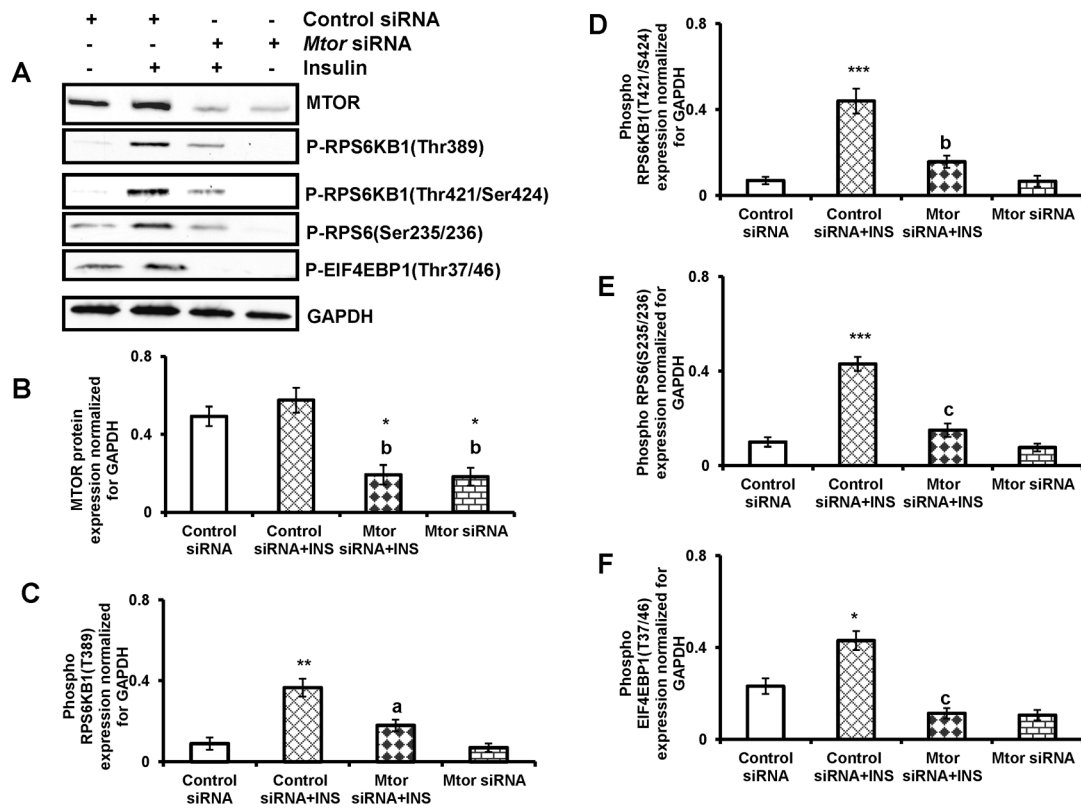 + + - - Control siRNA
- - + + Mtor siRNA
- + + - Insulin
A
MTOR
P-RPS6KB1(Thr389)
P-RPS6KB1(Thr421/Ser424)
P-RPS6(Ser235/236)
P-EIF4EBP1(Thr37/46)
GAPDH
B
MTOR protein
expression normalized
for GAPDH
0.8
0.4
0
* *
b b
Control
siRNA
Control
siRNA+INS
Mtor
siRNA+INS
Mtor siRNA
C
Phospho
RPS6KB1(T389)
expression normalized
for GAPDH
0.8
0.4
0
**
a
Control
siRNA
Control
siRNA+INS
Mtor
siRNA+INS
Mtor siRNA
D
Phospho
RPS6KB1(T421/S424)
expression normalized
for GAPDH
0.8
0.4
0
***
b
Control
siRNA
Control
siRNA+INS
Mtor
siRNA+INS
Mtor siRNA
E
Phospho RPS6(S235/236)
expression normalized for
GAPDH
0.8
0.4
0
***
c
Control
siRNA
Control
siRNA+INS
Mtor
siRNA+INS
Mtor siRNA
F
Phospho
EIF4EBP1(T37/46)
expression normalized for
GAPDH
0.8
0.4
0
*
c
Control
siRNA
Control
siRNA+INS
Mtor
siRNA+INS
Mtor siRNA